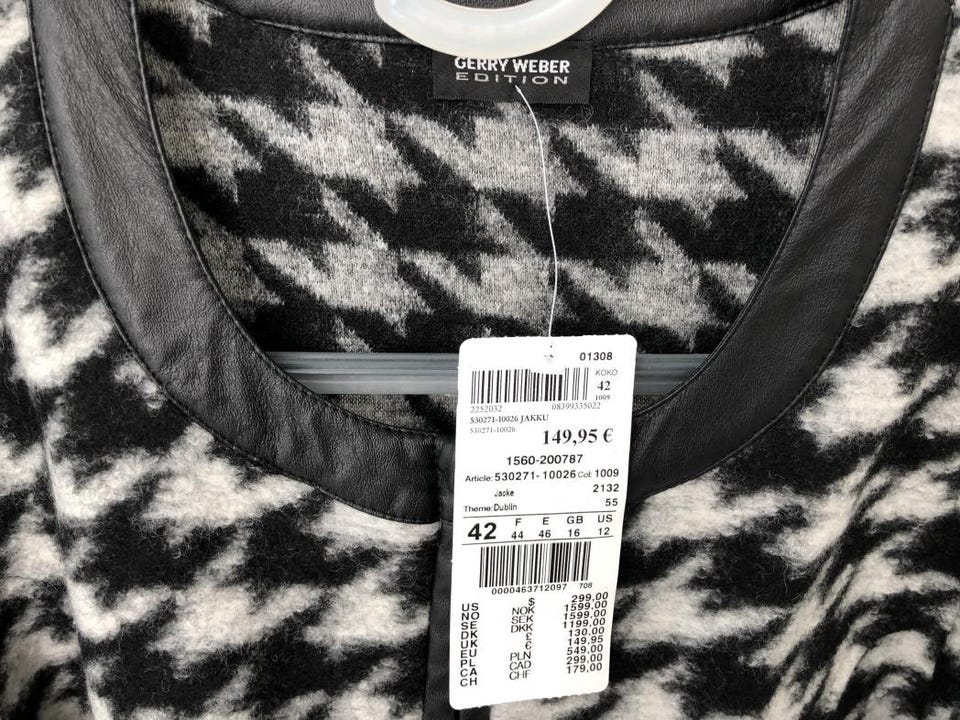 GERRY WEBER
EDITION
01308
KOKO
42
1009
2252032 08399335022
530271-10026 JAKKU
530271-10026
149,95 €
1560-200787
Article: 530271-10026 Col: 1009
Jacke 2132
Theme: Dublin 55
42 F E GB US
44 46 16 12
0000463712097 708
US $ 299.00
NO NOK 1599.00
SE SEK 1599.00
DK DKK 1199.00
UK £ 130.00
EU € 149.95
PL PLN 549.00
CA CAD 299.00
CH CHF 179,00